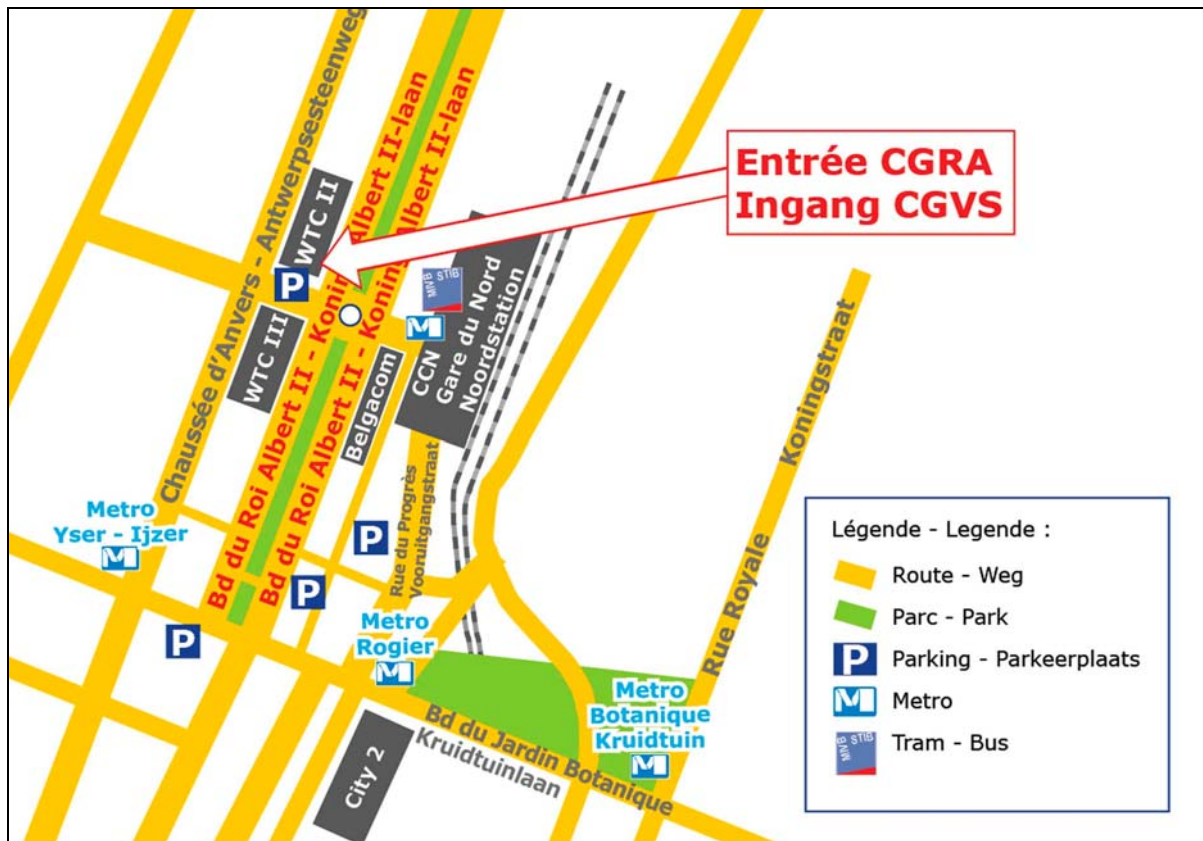 Chaussée d'Anvers - Antwerpsesteenweg
Albert II-laan
Albert II-laan
Entrée CGRA
Ingang CGVS
WTC II
P
MIVB STIB
M
Gare du Nord
Noordstation
CCN
WTC III
Belgacom
Bd du Roi Albert II - Konin
Bd du Roi Albert II - Koning
Metro
Yser - Ijzer
M
P
P
P
Rue du Progrès
Vooruitgangstraat
Metro
Rogier
M
Rue Royale Koningstraat
Metro
Botanique
Kruidtuin
M
Bd du Jardin Botanique
Kruidtuinlaan
City 2
Légende - Legende :
Route - Weg
Parc - Park
P Parking - Parkeerplaats
M Metro
MIVB STIB Tram - Bus